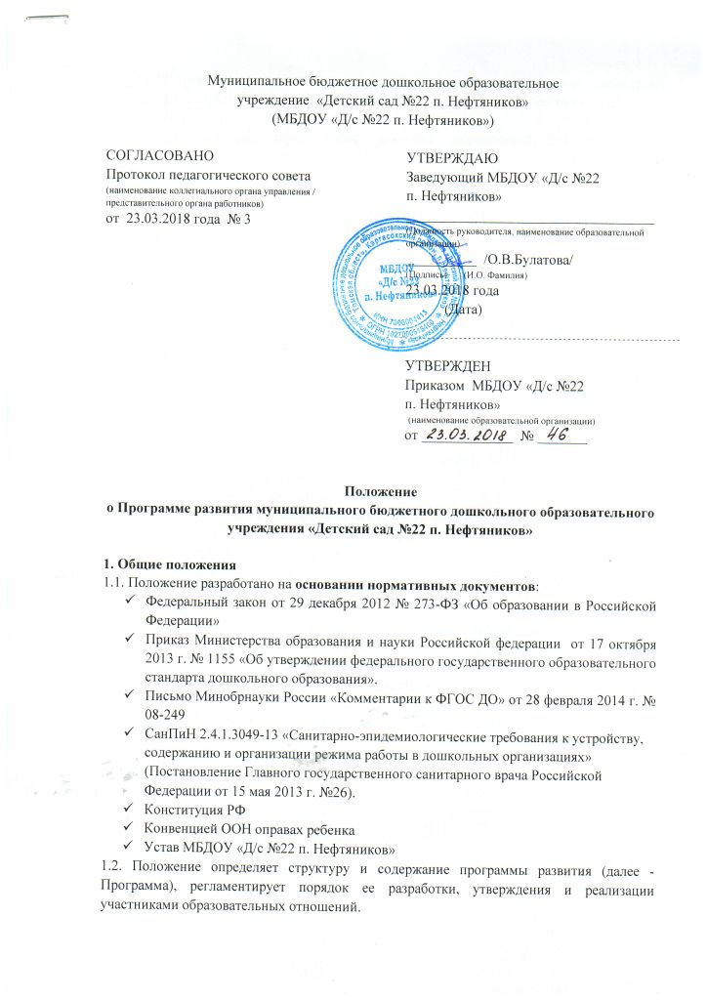 Муниципальное бюджетное дошкольное образовательное
учреждение «Детский сад №22 п. Нефтяников»
(МБДОУ «Д/с №22 п. Нефтяников»)
СОГЛАСОВАНО
Протокол педагогического совета
(наименование коллегиального органа управления /
представительного органа работников)
от 23.03.2018 года № 3
УТВЕРЖДАЮ
Заведующий МБДОУ «Д/с №22
п. Нефтяников»
(Должность руководителя, наименование образовательной
организации)
/О.В.Булатова/
(Подпись) (И.О. Фамилия)
23.03.2018 года
(Дата)
МБДОУ
«Д/с №22
п. Нефтяников»
УТВЕРЖДЕН
Приказом МБДОУ «Д/с №22
п. Нефтяников»
(наименование образовательной организации)
от 23.03.2018 № 46
Положение
о Программе развития муниципального бюджетного дошкольного образовательного
учреждения «Детский сад №22 п. Нефтяников»
1. Общие положения
1.1. Положение разработано на основании нормативных документов:
✓ Федеральный закон от 29 декабря 2012 № 273-ФЗ «Об образовании в Российской
Федерации»
✓ Приказ Министерства образования и науки Российской федерации от 17 октября
2013 г. № 1155 «Об утверждении федерального государственного образовательного
стандарта дошкольного образования».
✓ Письмо Минобрнауки России «Комментарии к ФГОС ДО» от 28 февраля 2014 г. №
08-249
✓ СанПиН 2.4.1.3049-13 «Санитарно-эпидемиологические требования к устройству,
содержанию и организации режима работы в дошкольных организациях»
(Постановление Главного государственного санитарного врача Российской
Федерации от 15 мая 2013 г. №26).
✓ Конституция РФ
✓ Конвенцией ООН оправах ребенка
✓ Устав МБДОУ «Д/с №22 п. Нефтяников»
1.2. Положение определяет структуру и содержание программы развития (далее -
Программа), регламентирует порядок ее разработки, утверждения и реализации
участниками образовательных отношений.